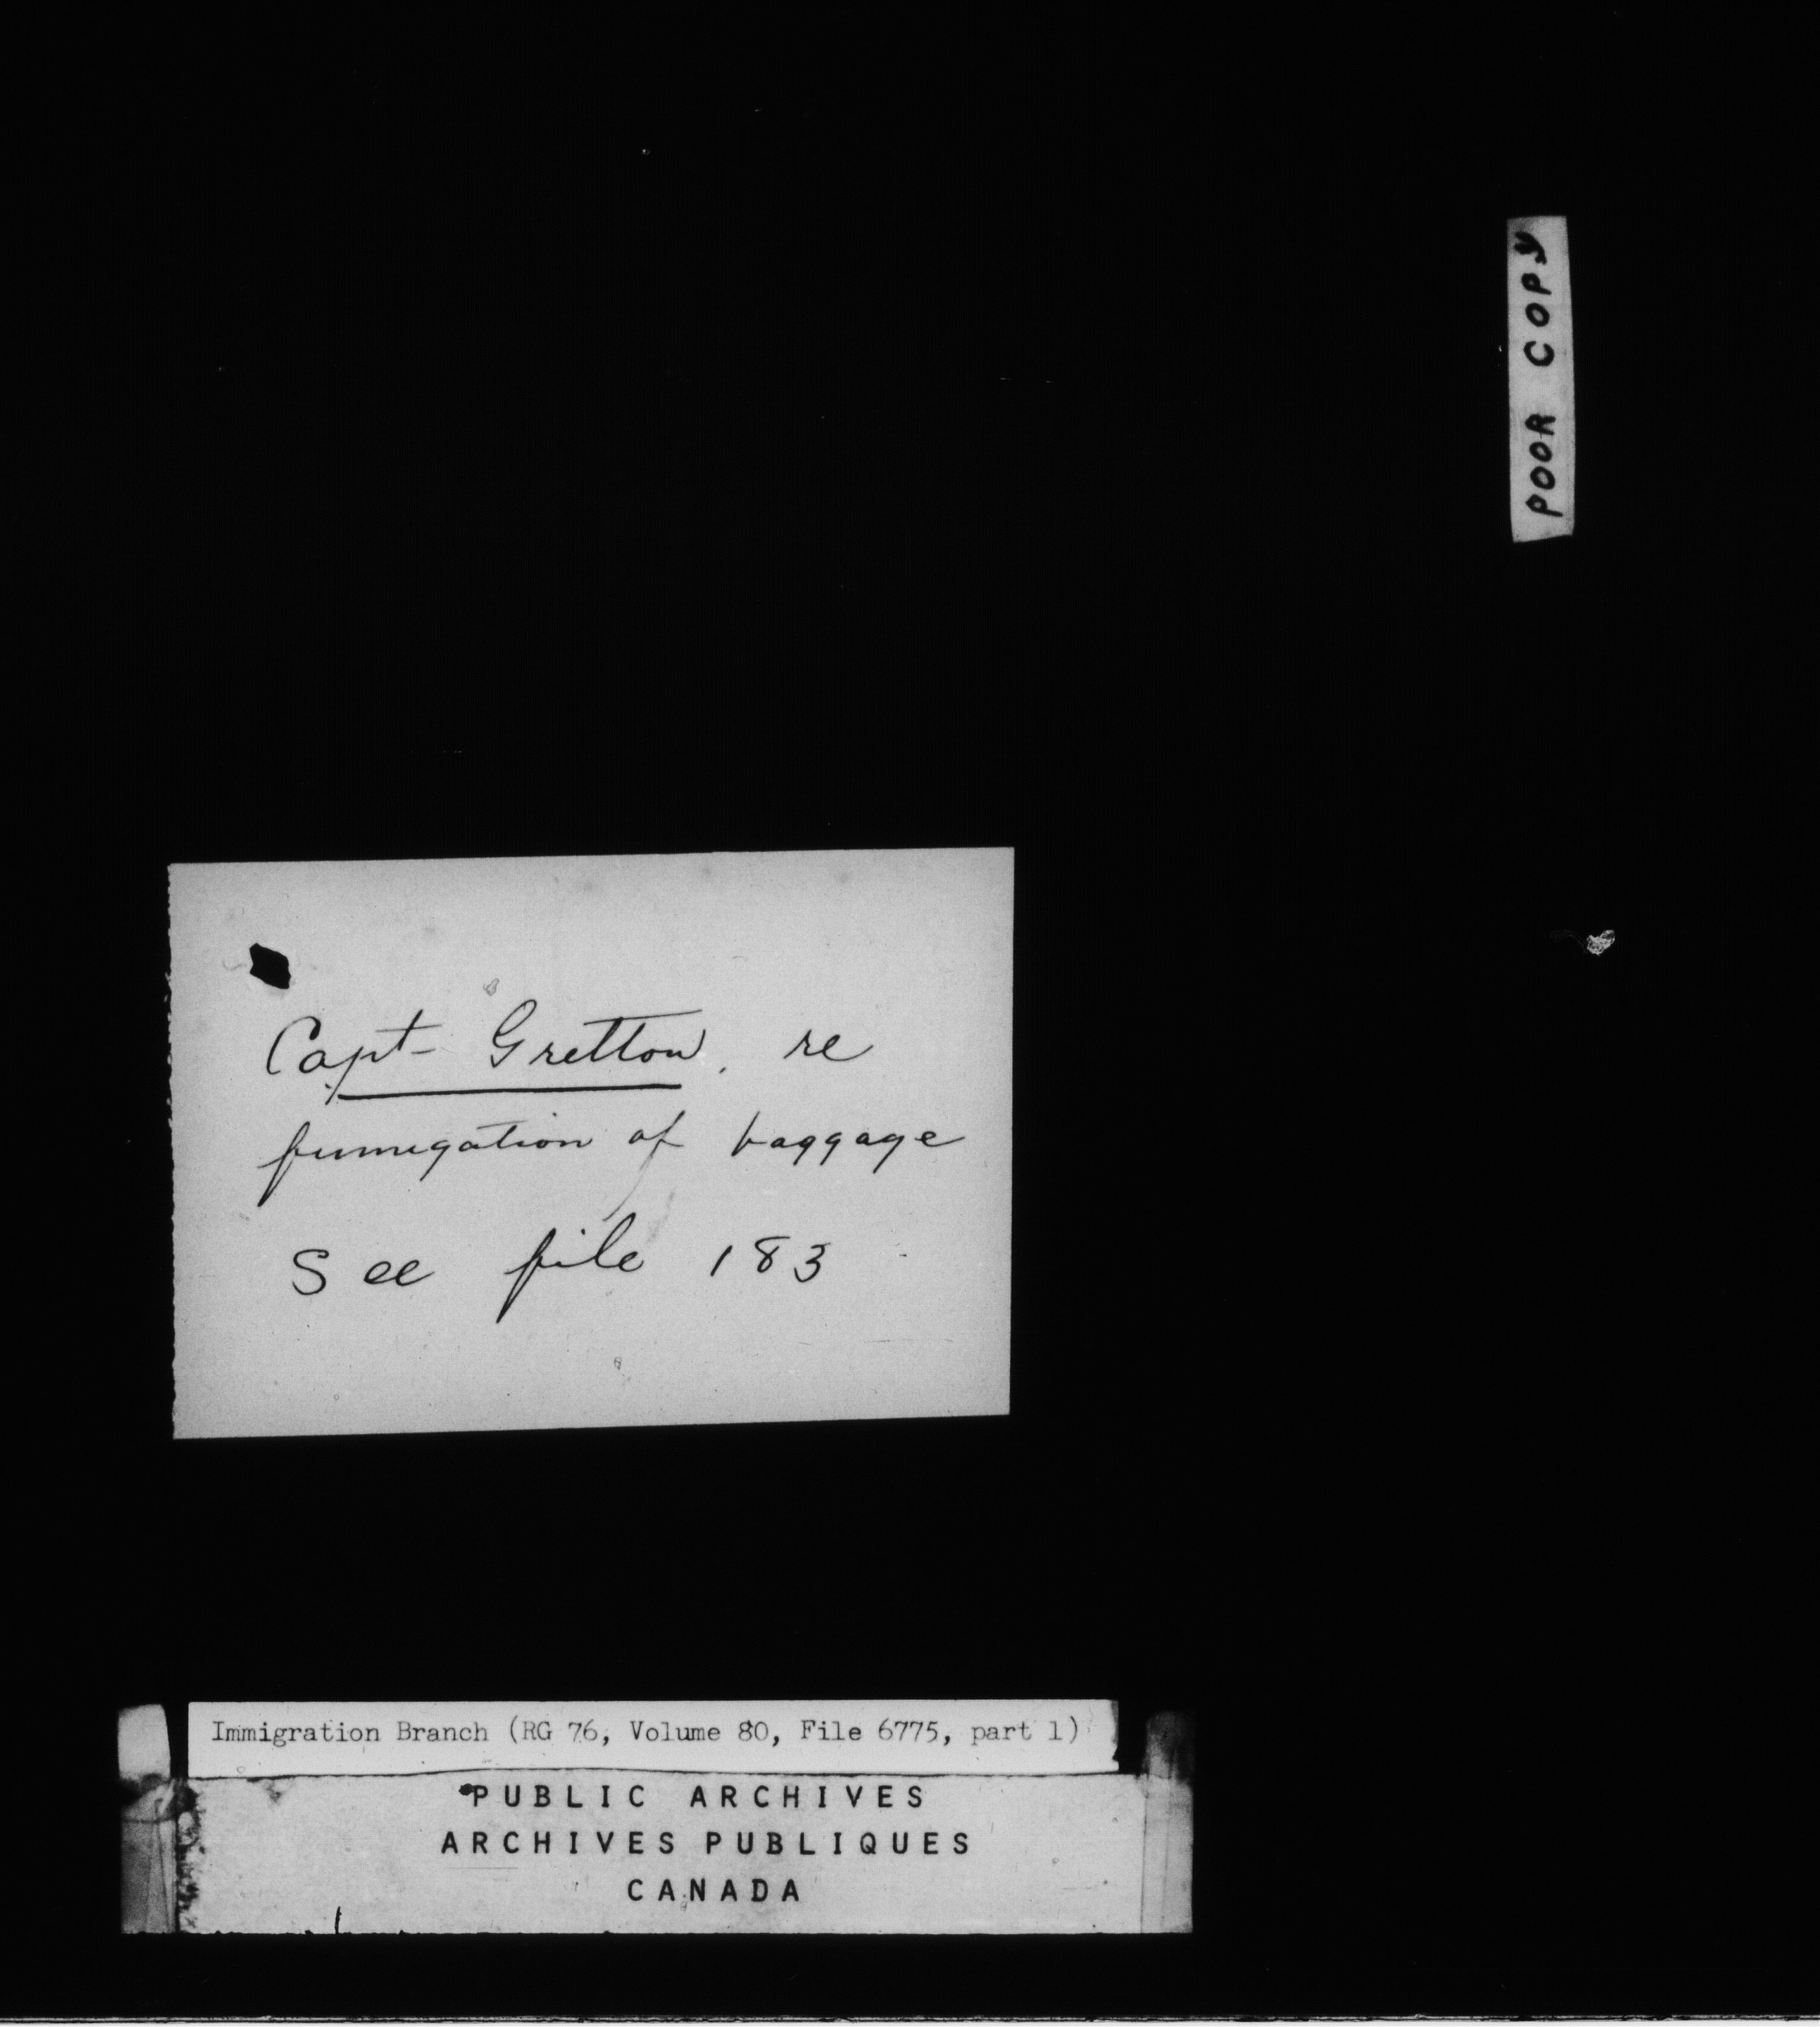 POOR COPY
Capt- Gretton, re
fumigation of baggage
See file 183
Immigration Branch (RG 76, Volume 80, File 6775, part 1)
PUBLIC ARCHIVES
ARCHIVES PUBLIQUES
CANADA